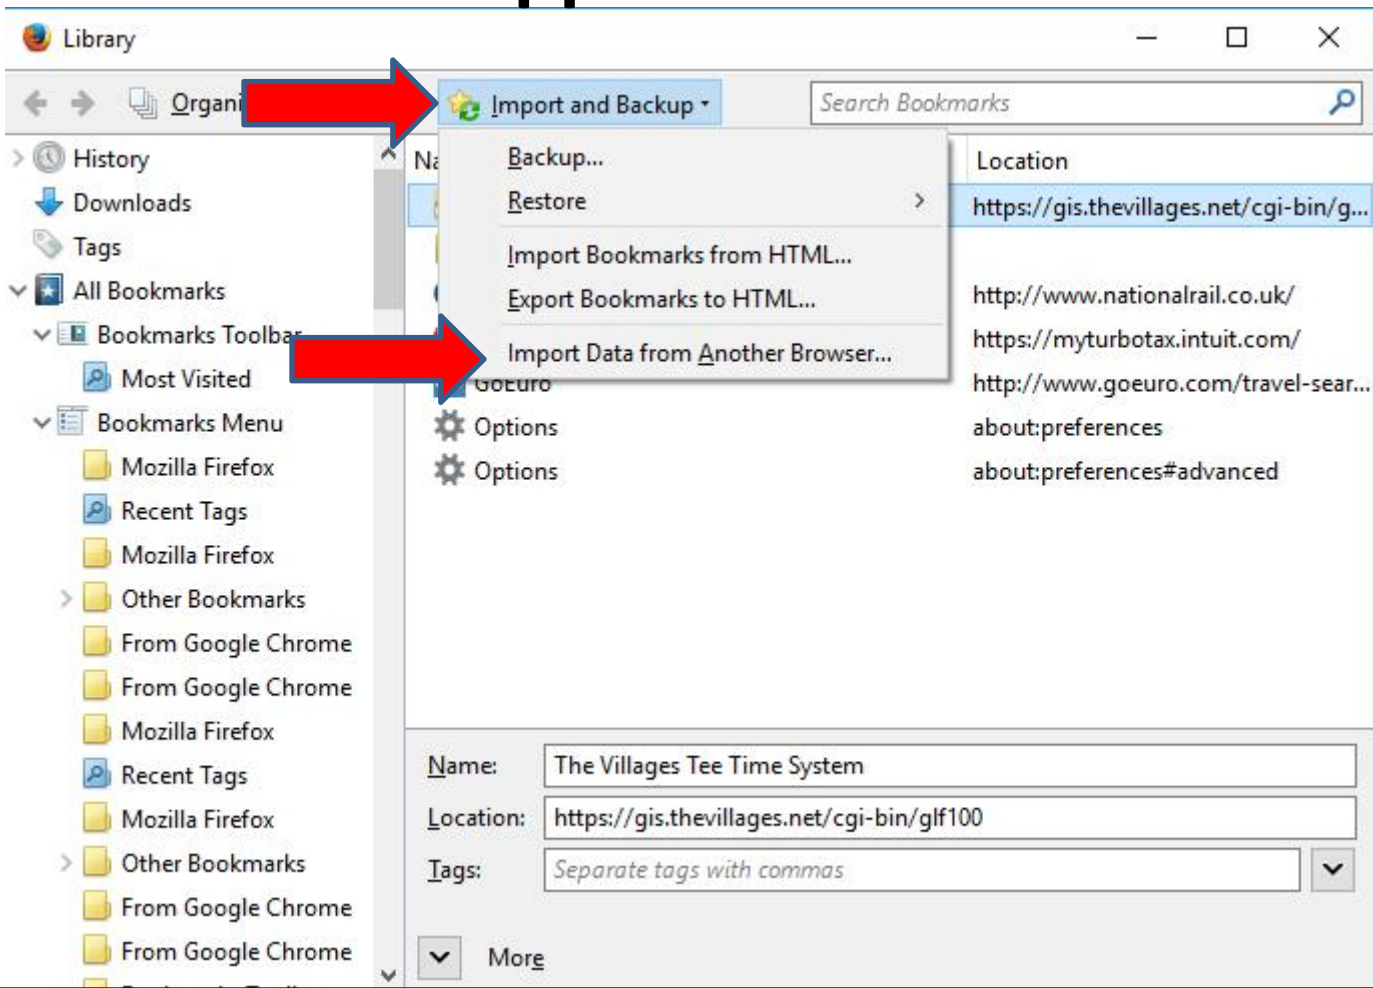 Library
Organi
Import and Backup
Search Bookmarks
History
Downloads
Tags
All Bookmarks
Bookmarks Toolbar
Most Visited
Bookmarks Menu
Mozilla Firefox
Recent Tags
Mozilla Firefox
Other Bookmarks
From Google Chrome
From Google Chrome
Mozilla Firefox
Recent Tags
Mozilla Firefox
Other Bookmarks
From Google Chrome
From Google Chrome
Na
Location
Backup...
Restore
Import Bookmarks from HTML...
Export Bookmarks to HTML...
Import Data from Another Browser...
https://gis.thevillages.net/cgi-bin/g...
http://www.nationalrail.co.uk/
https://myturbotax.intuit.com/
GoEuro http://www.goeuro.com/travel-sear...
Options about:preferences
Options about:preferences#advanced
Name: The Villages Tee Time System
Location: https://gis.thevillages.net/cgi-bin/glf100
Tags: Separate tags with commas
More